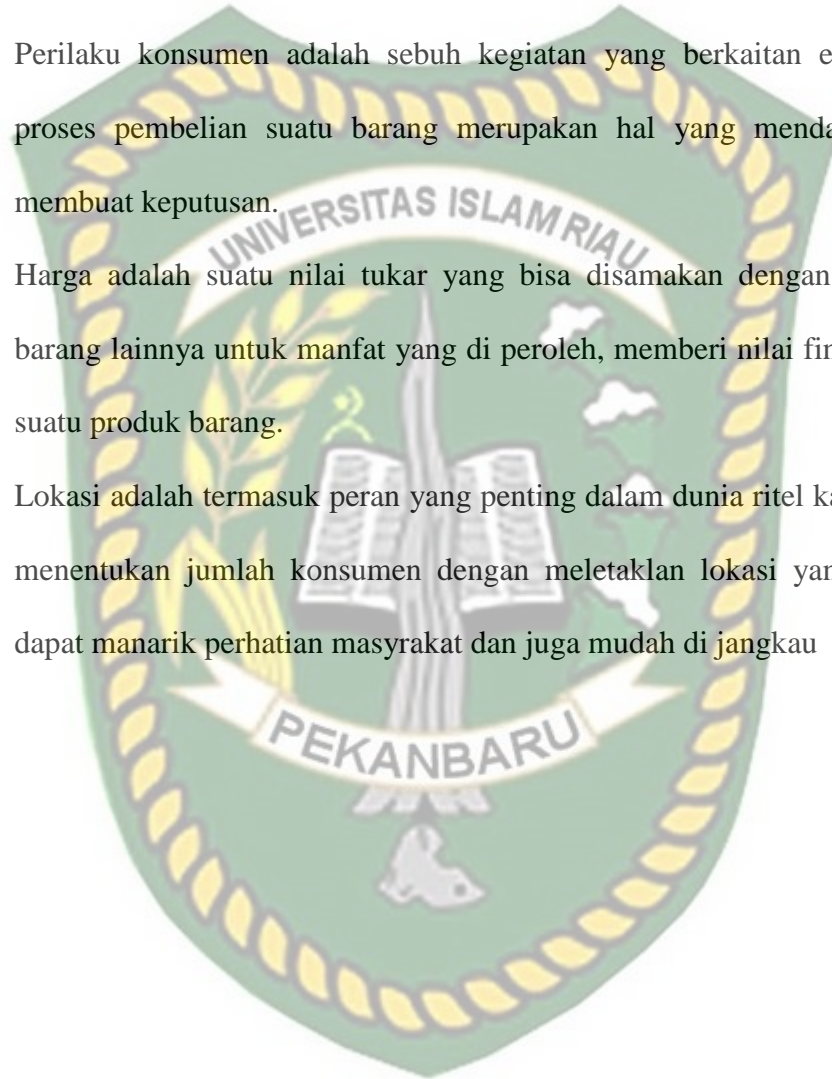 Perilaku konsumen adalah sebuh kegiatan yang berkaitan e
proses pembelian suatu barang merupakan hal yang menda
membuat keputusan.
UNIVERSITAS ISLAM RIAU
Harga adalah suatu nilai tukar yang bisa disamakan dengan
barang lainnya untuk manfat yang di peroleh, memberi nilai fin
suatu produk barang.
Lokasi adalah termasuk peran yang penting dalam dunia ritel ka
menentukan jumlah konsumen dengan meletaklan lokasi yan
dapat manarik perhatian masyrakat dan juga mudah di jangkau
PEKANBARU